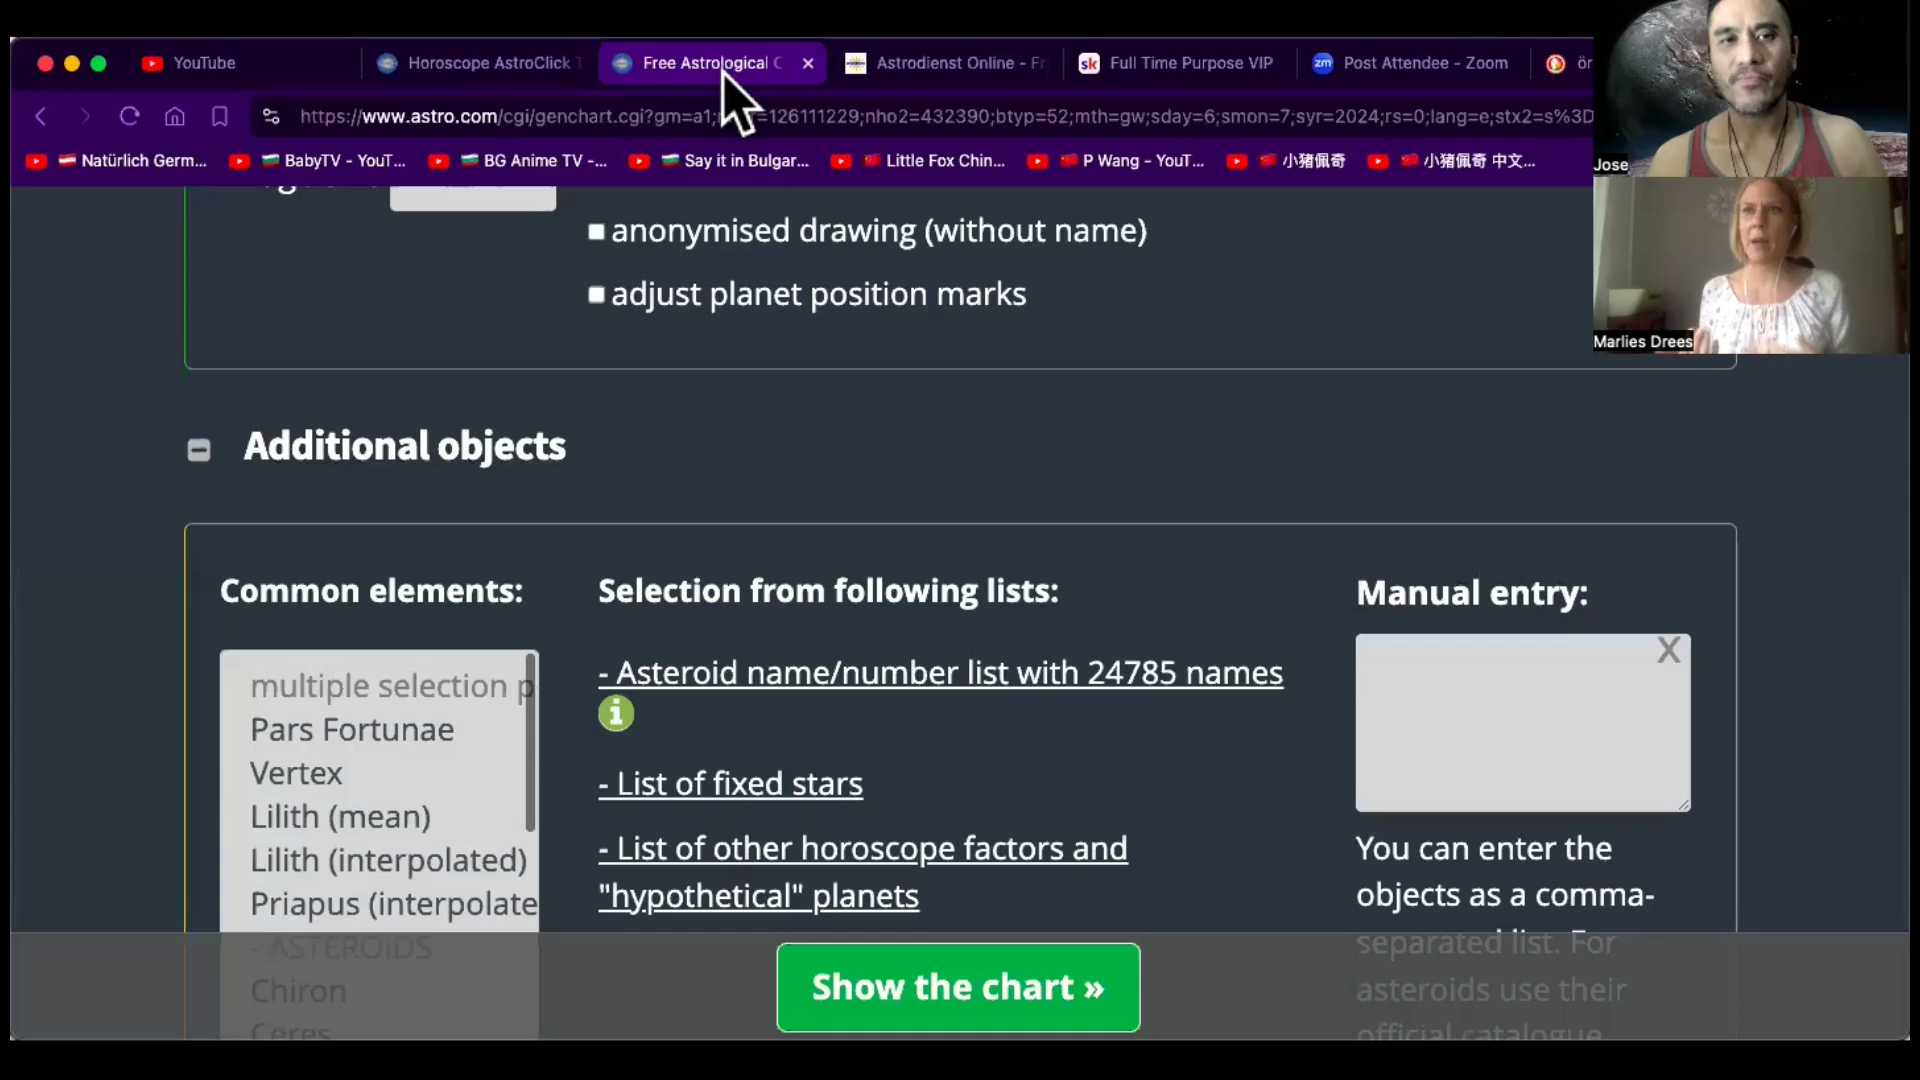 YouTube
Horoscope AstroClick
Free Astrological C
Astrodienst Online - Fr
Full Time Purpose VIP
Post Attendee - Zoom
ör
https://www.astro.com/cgi/genchart.cgi?gm=a1;
=126111229;nho2=432390;btyp=52;mth=gw;sday=6;smon=7;syr=2024;rs=0;lang=e;stx2=s%3D
Natürlich Germ...
BabyTV - YouT...
BG Anime TV -...
Say it in Bulgar...
Little Fox Chin...
P Wang - YouT...
小猪佩奇
小猪佩奇 中文...
Jose
Marlies Drees
anonymised drawing (without name)
adjust planet position marks
Additional objects
Common elements:
multiple selection p
Pars Fortunae
Vertex
Lilith (mean)
Lilith (interpolated)
Priapus (interpolate
- ASTEROIDS
Chiron
Ceres
Selection from following lists:
- Asteroid name/number list with 24785 names
- List of fixed stars
- List of other horoscope factors and
"hypothetical" planets
Manual entry:
X
You can enter the
objects as a comma-
separated list. For
asteroids use their
official catalogue
Show the chart »